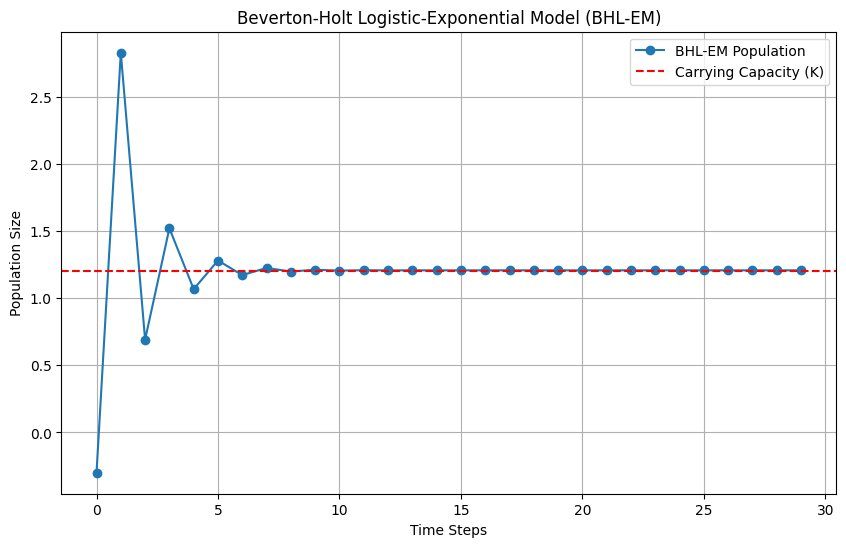 Beverton-Holt Logistic-Exponential Model (BHL-EM)
BHL-EM Population
Carrying Capacity (K)
Population Size
2.5
2.0
1.5
1.0
0.5
0.0
0
5
10
15
20
25
30
Time Steps